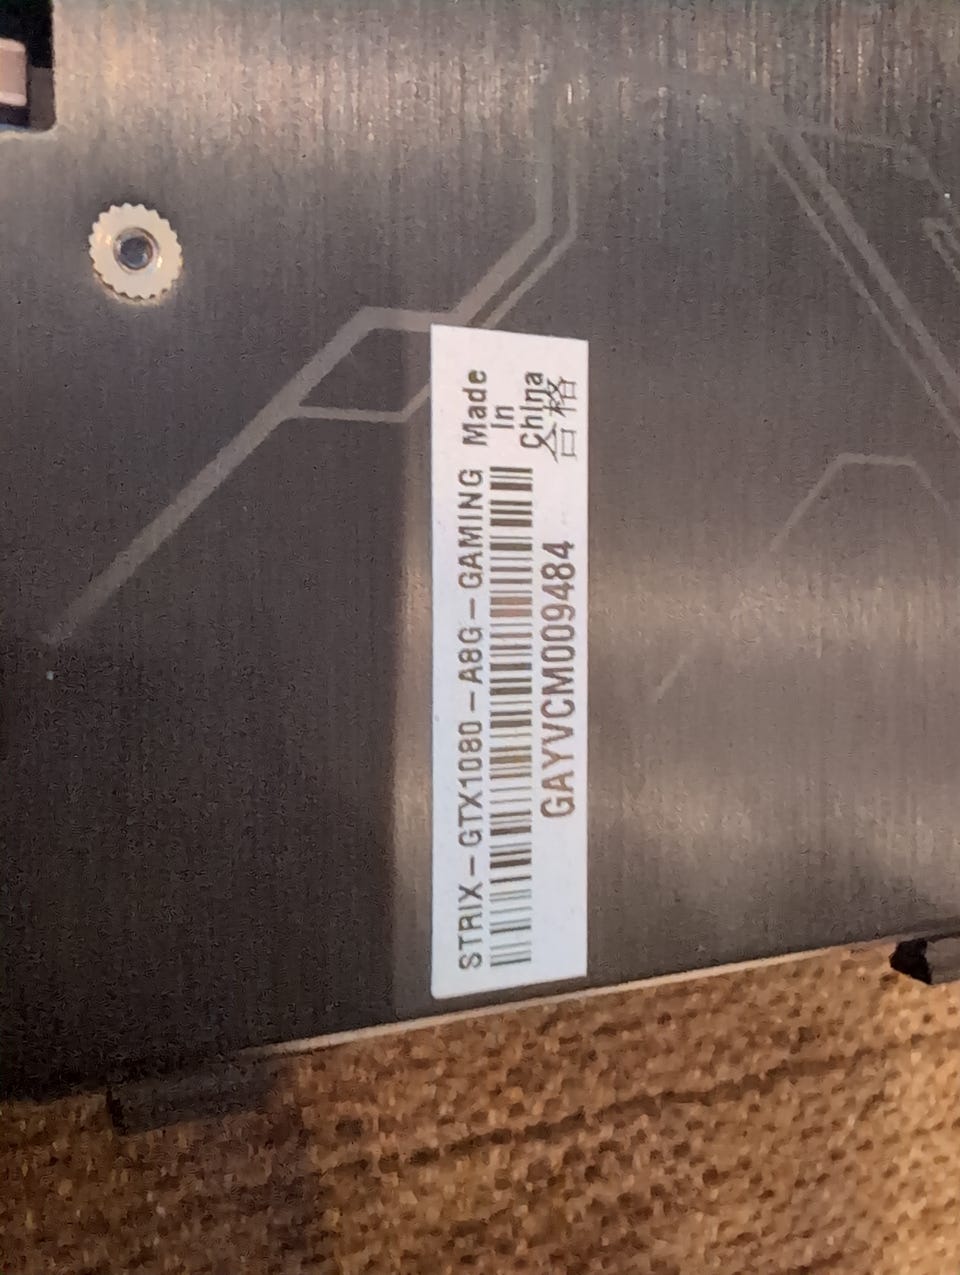 STRIX-GTX1080-A8G-GAMING
Made
In
China
合格
GAYVCM009484